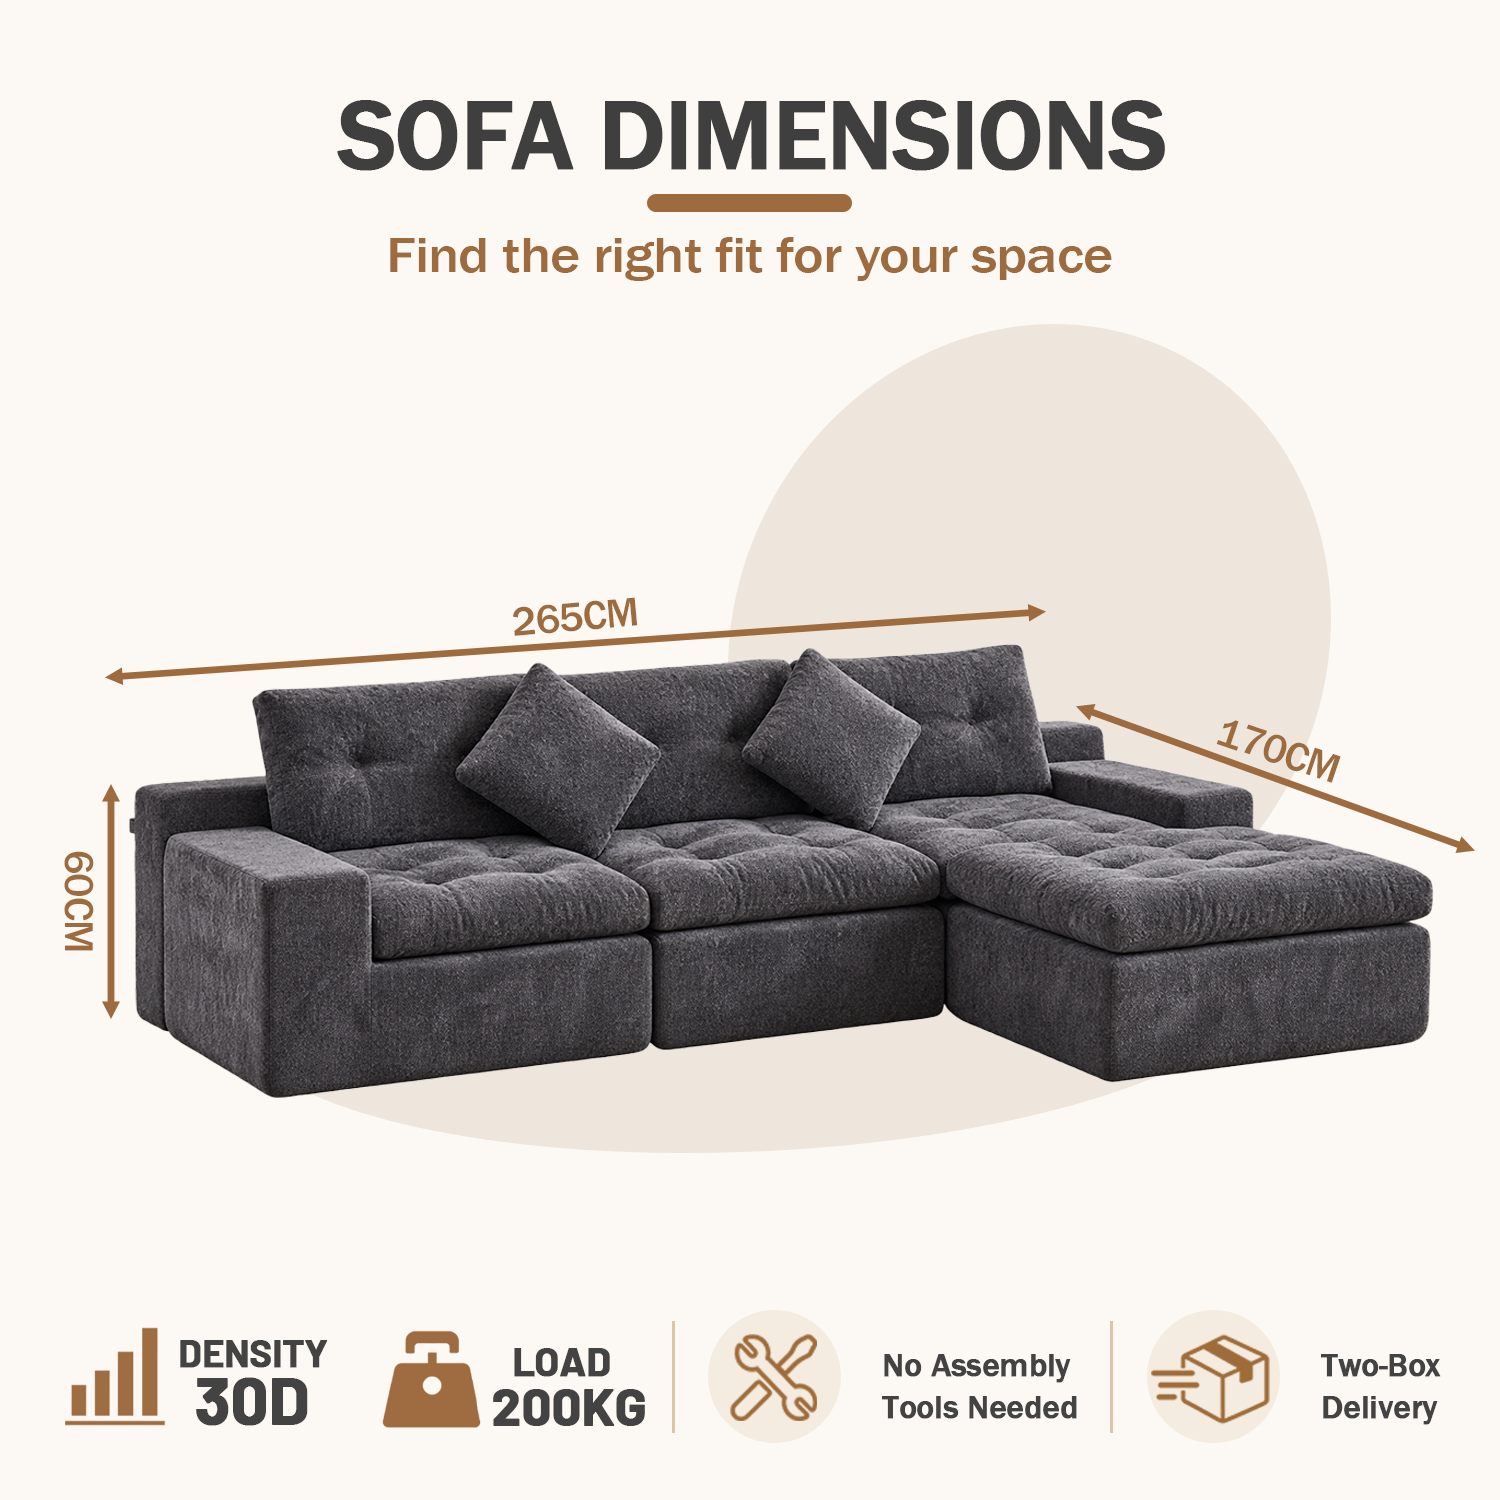 SOFA DIMENSIONS
Find the right fit for your space
265CM
170CM
60CM
DENSITY
30D
LOAD
200KG
No Assembly
Tools Needed
Two-Box
Delivery